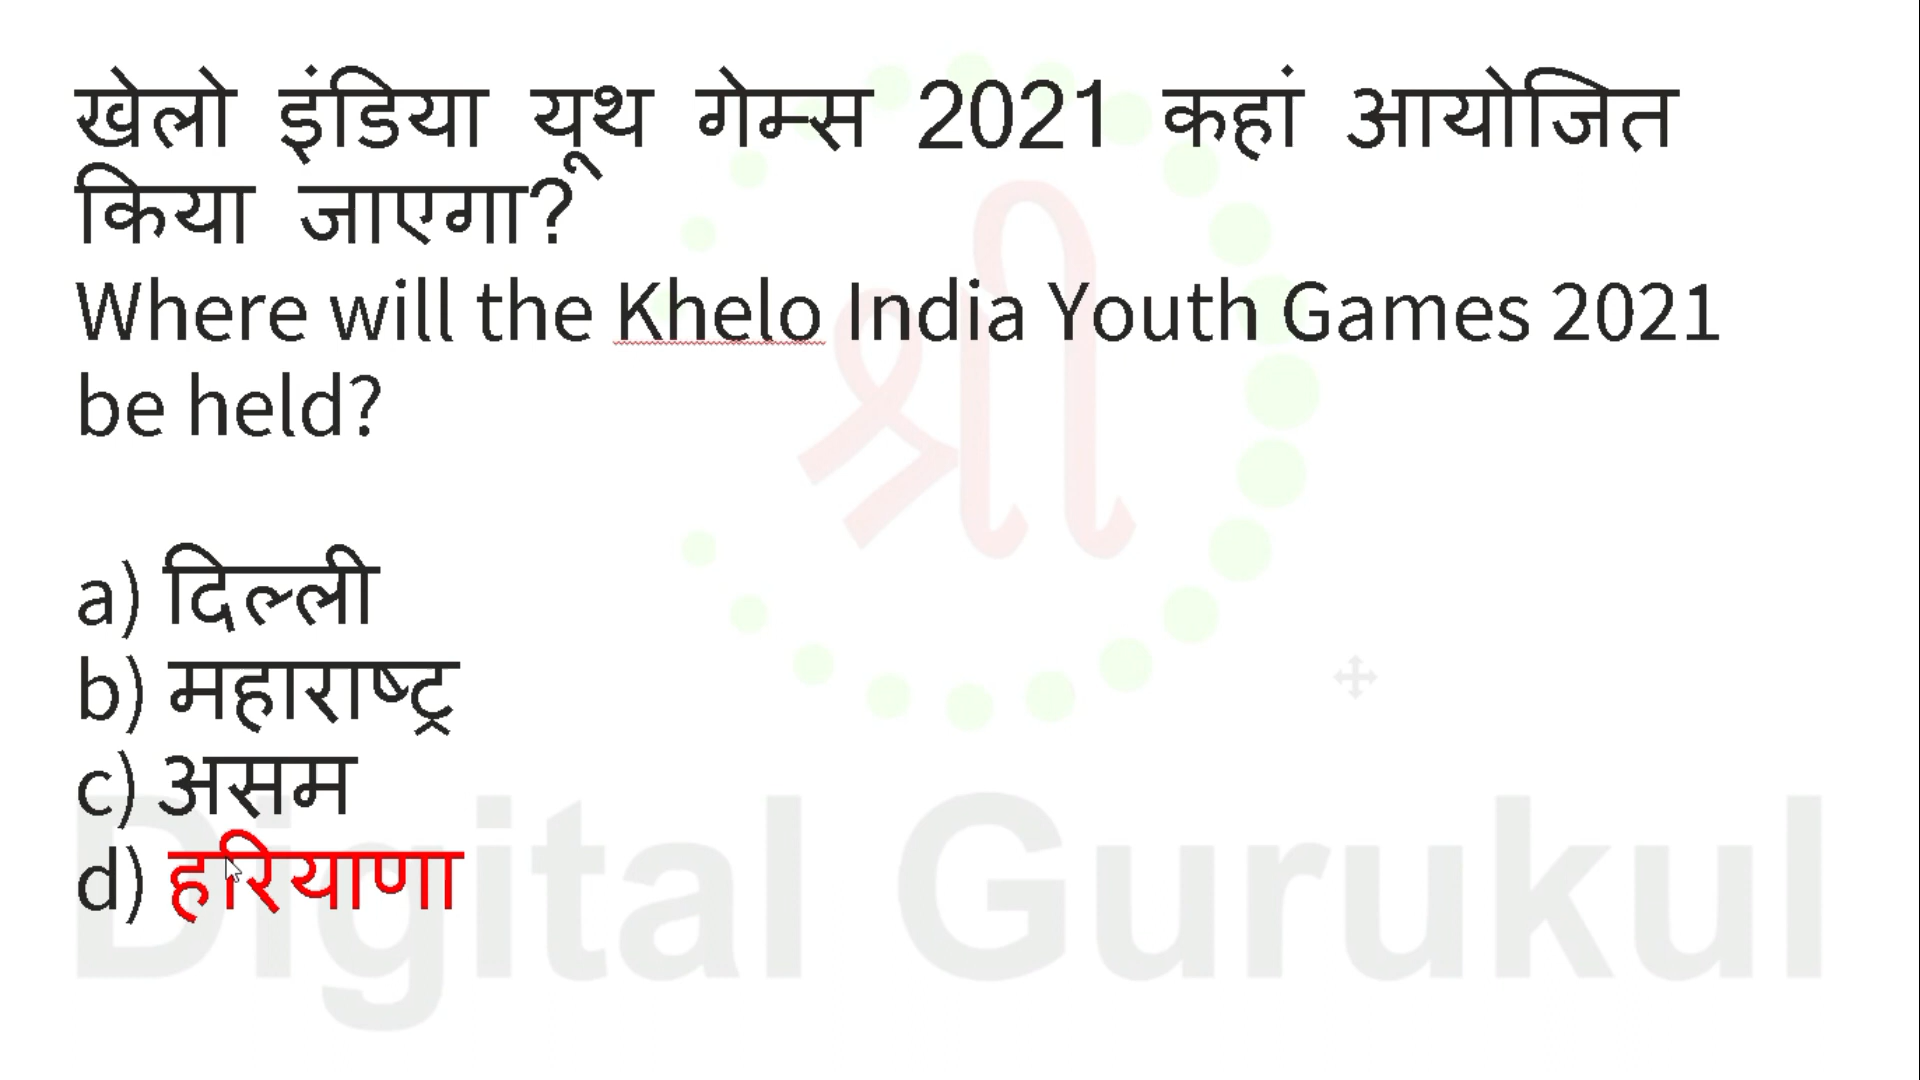 खेलो इंडिया यूथ गेम्स 2021 कहां आयोजित
किया जाएगा?
Where will the Khelo India Youth Games 2021
be held?
श्री
a) दिल्ली
b) महाराष्ट्र
c) असम
d) हरियाणा
Digital Gurukul